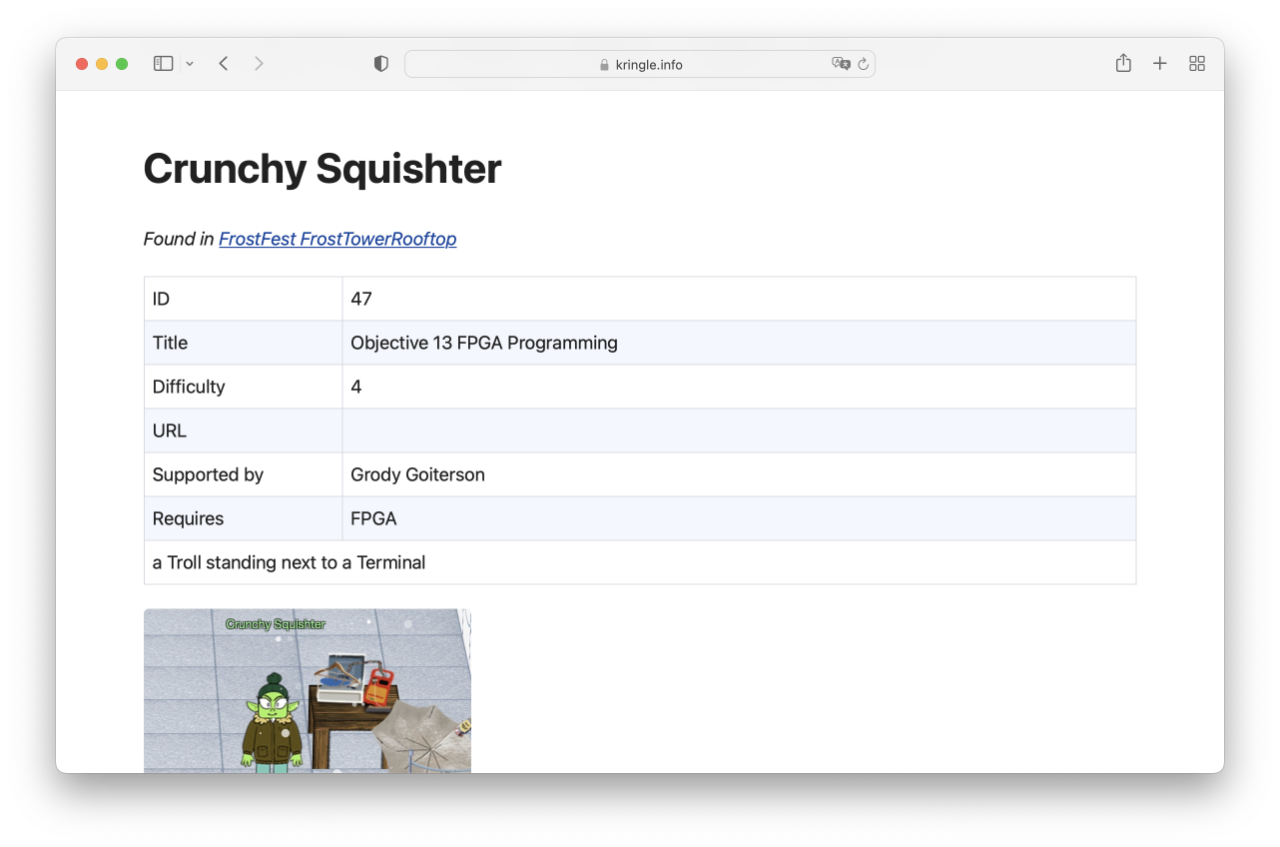 kringle.info
Crunchy Squishter
Found in FrostFest FrostTowerRooftop
ID 47
Title Objective 13 FPGA Programming
Difficulty 4
URL
Supported by Grody Goiterson
Requires FPGA
a Troll standing next to a Terminal
Crunchy Squishter